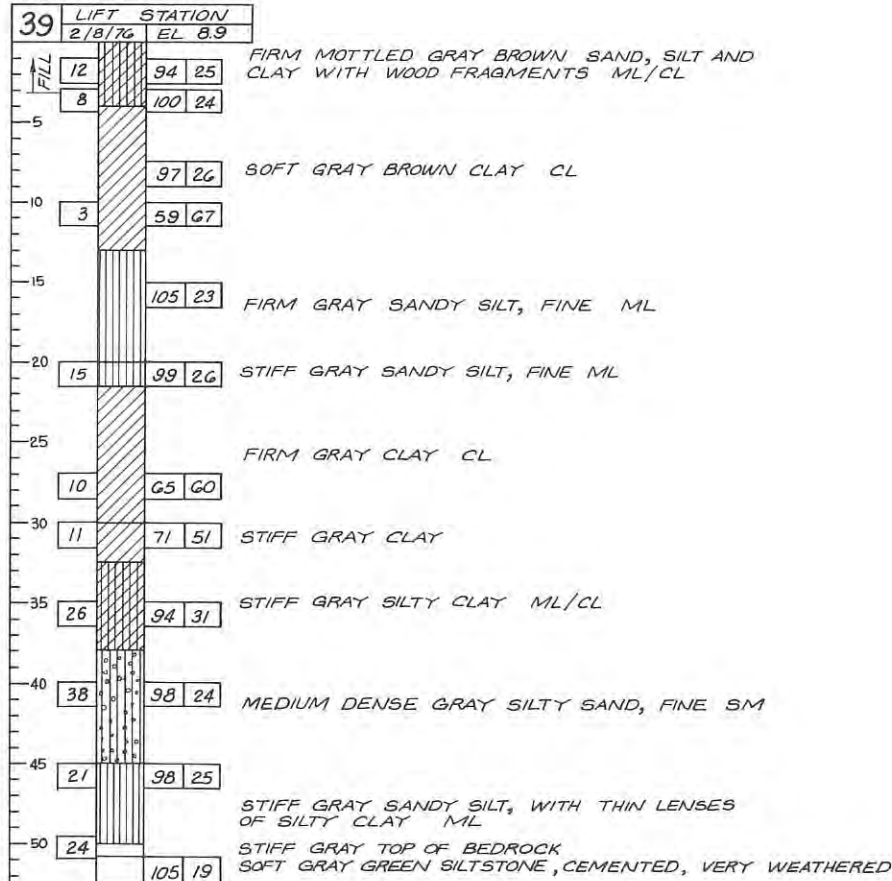 39 LIFT STATION
2/8/76 EL 8.9
FILL
12 94 25 FIRM MOTTLED GRAY BROWN SAND, SILT AND
CLAY WITH WOOD FRAGMENTS ML/CL
8 100 24
-5
97 26 SOFT GRAY BROWN CLAY CL
-10
3 59 67
-15
105 23 FIRM GRAY SANDY SILT, FINE ML
-20
15 99 26 STIFF GRAY SANDY SILT, FINE ML
-25
FIRM GRAY CLAY CL
10 65 60
-30
11 71 51 STIFF GRAY CLAY
-35
26 94 31 STIFF GRAY SILTY CLAY ML/CL
-40
38 98 24 MEDIUM DENSE GRAY SILTY SAND, FINE SM
-45
21 98 25
STIFF GRAY SANDY SILT, WITH THIN LENSES
OF SILTY CLAY ML
-50
24 STIFF GRAY TOP OF BEDROCK
105 19 SOFT GRAY GREEN SILTSTONE, CEMENTED, VERY WEATHERED